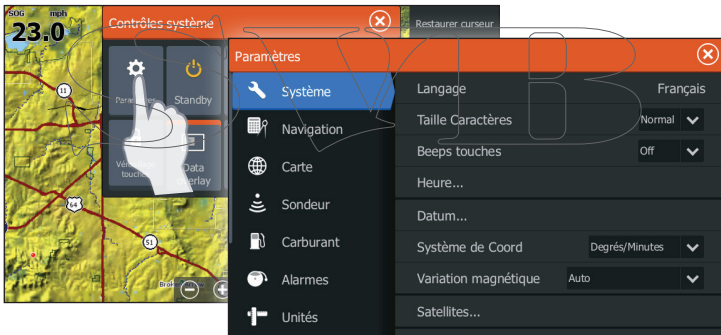 SOG mph
23.0
Contrôles système
Restaurer curseur
Paramètres
Standby
touches
Data
overlay
11
64
51
Paramètres
Système
Navigation
Carte
Sondeur
Carburant
Alarmes
Unités
Langage Français
Taille Caractères Normal
Beeps touches Off
Heure...
Datum...
Système de Coord Degrés/Minutes
Variation magnétique Auto
Satellites...